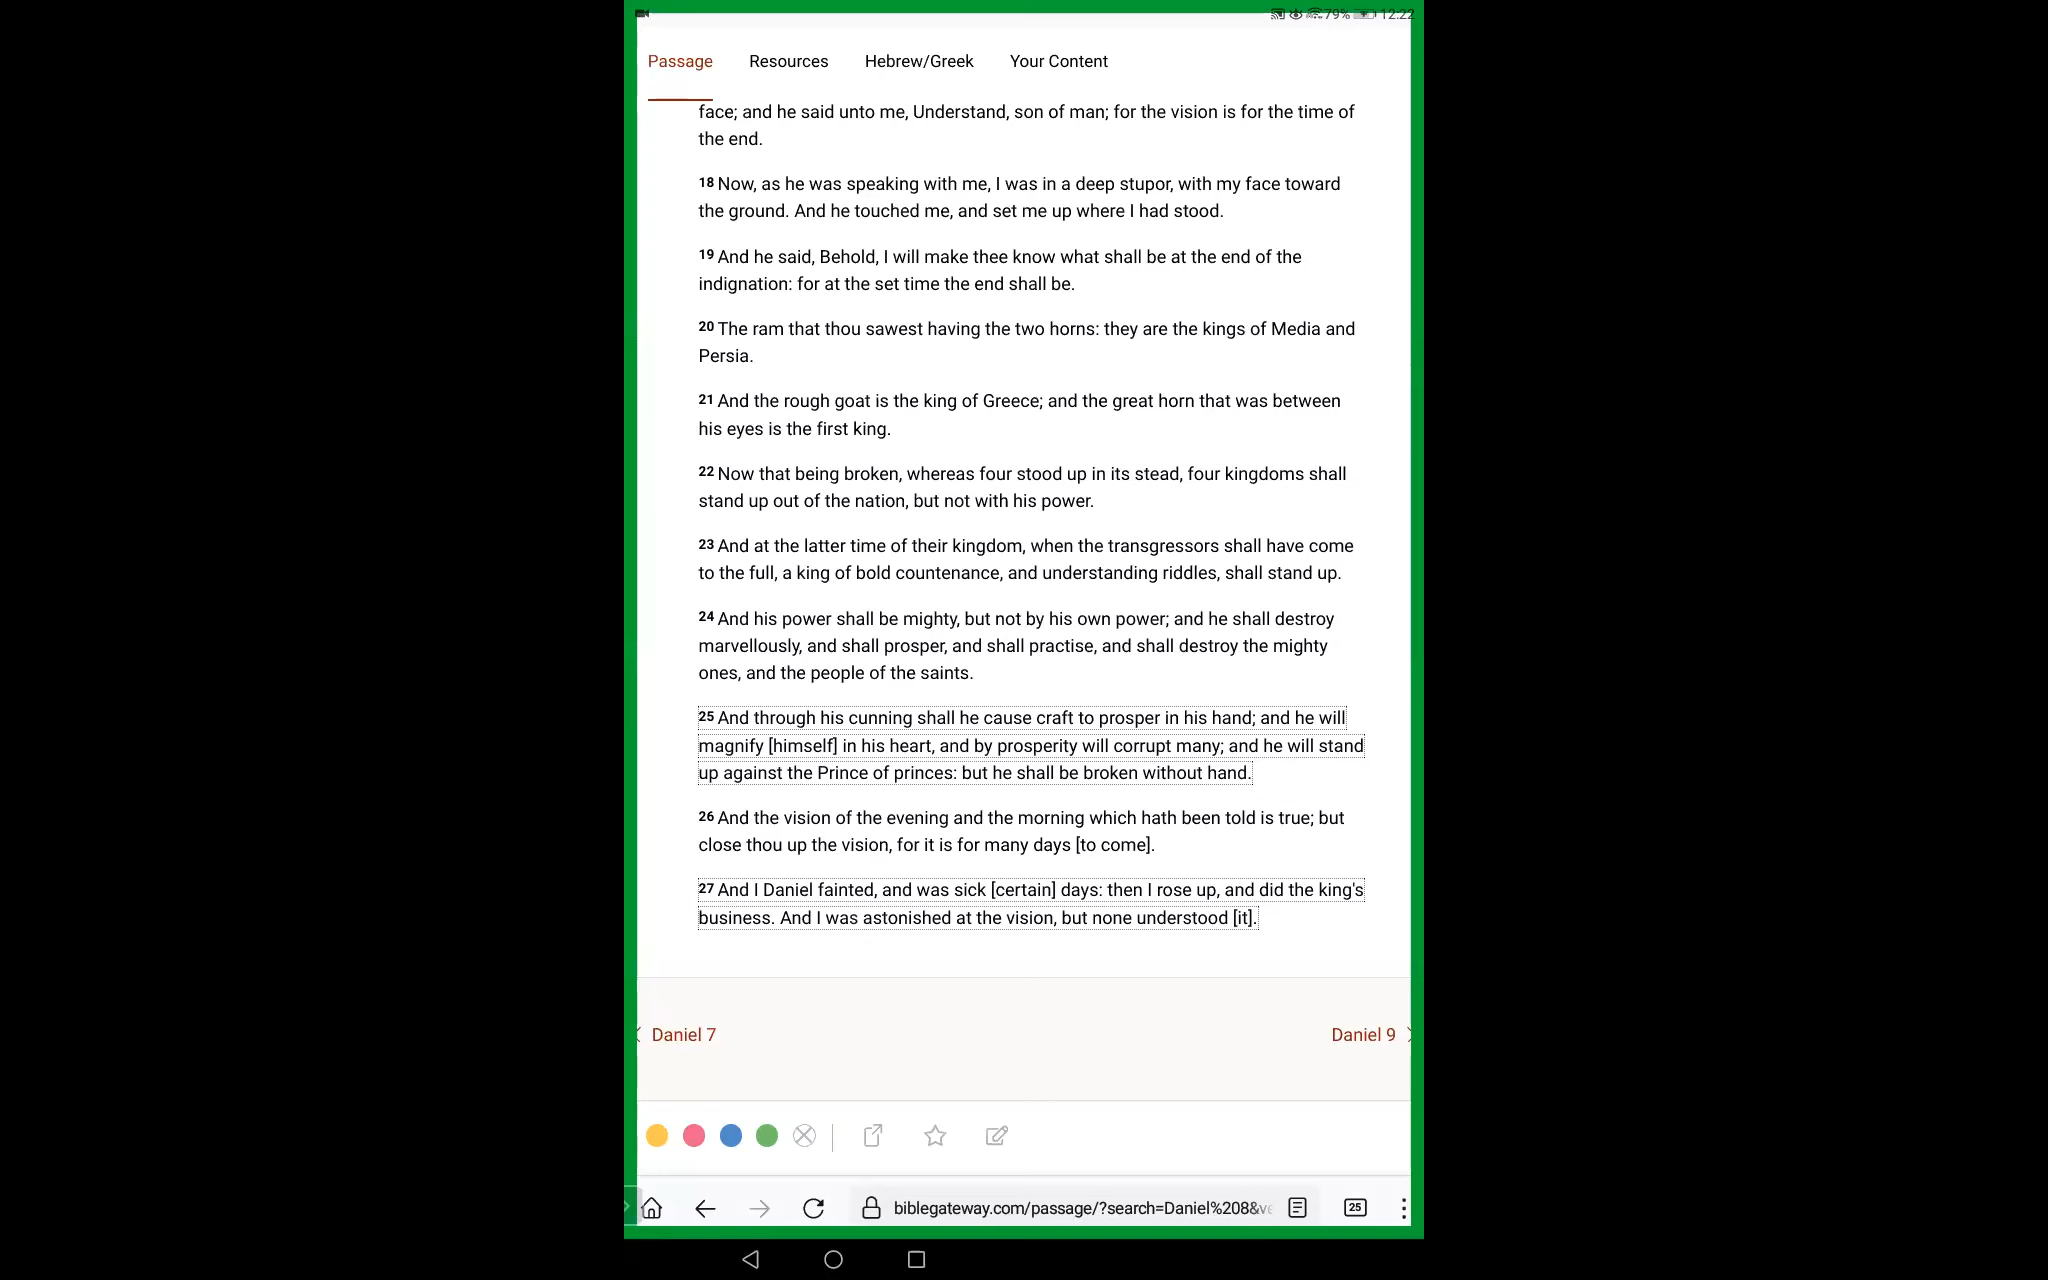 79% 12:22
Passage Resources Hebrew/Greek Your Content
face; and he said unto me, Understand, son of man; for the vision is for the time of
the end.
18 Now, as he was speaking with me, I was in a deep stupor, with my face toward
the ground. And he touched me, and set me up where I had stood.
19 And he said, Behold, I will make thee know what shall be at the end of the
indignation: for at the set time the end shall be.
20 The ram that thou sawest having the two horns: they are the kings of Media and
Persia.
21 And the rough goat is the king of Greece; and the great horn that was between
his eyes is the first king.
22 Now that being broken, whereas four stood up in its stead, four kingdoms shall
stand up out of the nation, but not with his power.
23 And at the latter time of their kingdom, when the transgressors shall have come
to the full, a king of bold countenance, and understanding riddles, shall stand up.
24 And his power shall be mighty, but not by his own power; and he shall destroy
marvellously, and shall prosper, and shall practise, and shall destroy the mighty
ones, and the people of the saints.
25 And through his cunning shall he cause craft to prosper in his hand; and he will
magnify [himself] in his heart, and by prosperity will corrupt many; and he will stand
up against the Prince of princes: but he shall be broken without hand.
26 And the vision of the evening and the morning which hath been told is true; but
close thou up the vision, for it is for many days [to come].
27 And I Daniel fainted, and was sick [certain] days: then I rose up, and did the king's
business. And I was astonished at the vision, but none understood [it].
Daniel 7 Daniel 9
biblegateway.com/passage/?search=Daniel%208&ve 25